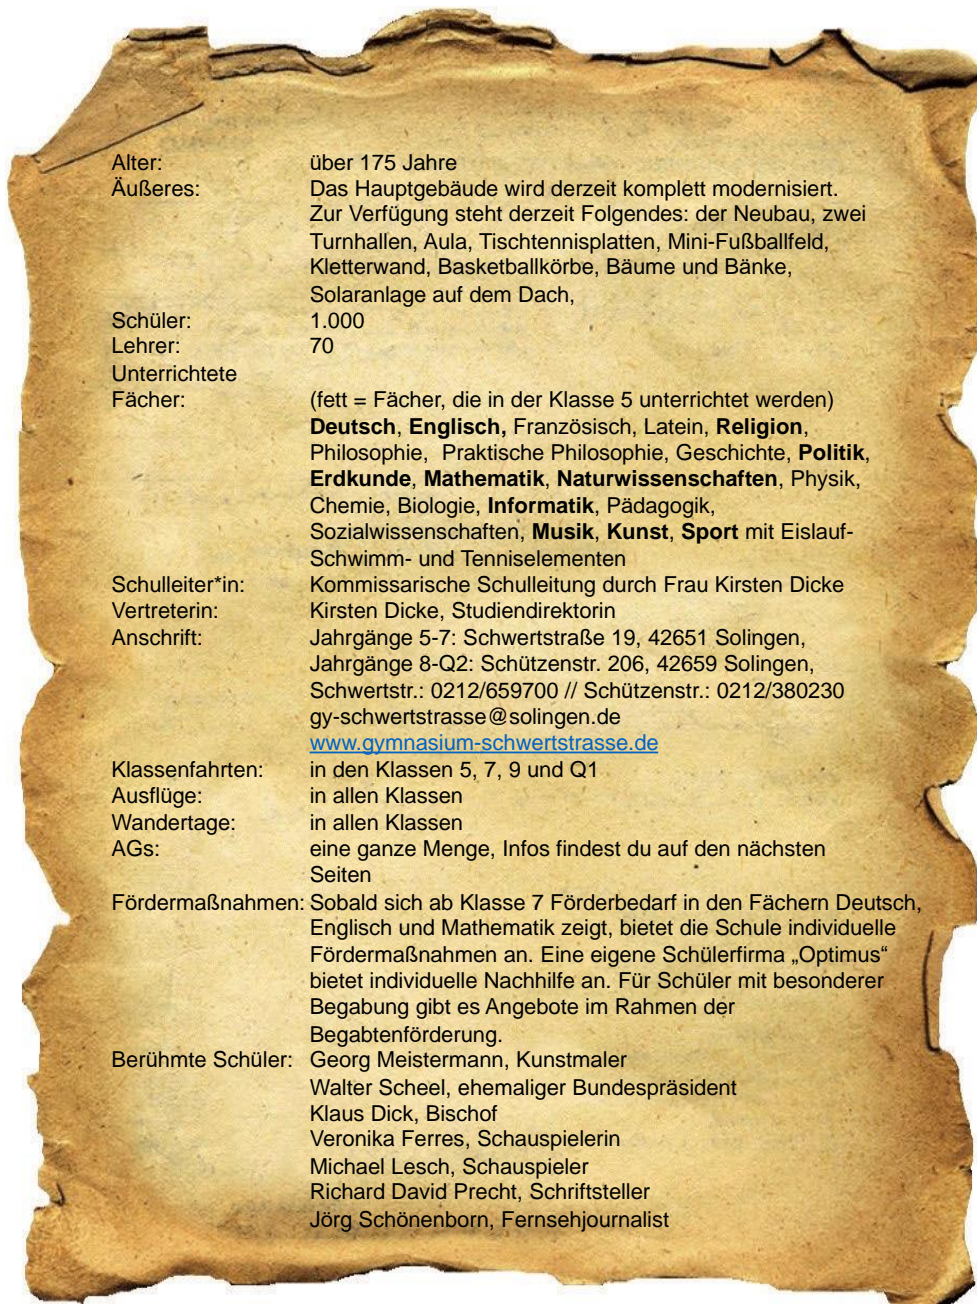 Alter: über 175 Jahre
Äußeres: Das Hauptgebäude wird derzeit komplett modernisiert.
Zur Verfügung steht derzeit Folgendes: der Neubau, zwei
Turnhallen, Aula, Tischtennisplatten, Mini-Fußballfeld,
Kletterwand, Basketballkörbe, Bäume und Bänke,
Solaranlage auf dem Dach,
Schüler: 1.000
Lehrer: 70
Unterrichtete
Fächer: (fett = Fächer, die in der Klasse 5 unterrichtet werden)
Deutsch, Englisch, Französisch, Latein, Religion,
Philosophie, Praktische Philosophie, Geschichte, Politik,
Erdkunde, Mathematik, Naturwissenschaften, Physik,
Chemie, Biologie, Informatik, Pädagogik,
Sozialwissenschaften, Musik, Kunst, Sport mit Eislauf-
Schwimm- und Tenniselementen
Schulleiter*in: Kommissarische Schulleitung durch Frau Kirsten Dicke
Vertreterin: Kirsten Dicke, Studiendirektorin
Anschrift: Jahrgänge 5-7: Schwertstraße 19, 42651 Solingen,
Jahrgänge 8-Q2: Schützenstr. 206, 42659 Solingen,
Schwertstr.: 0212/659700 // Schützenstr.: 0212/380230
gy-schwertstrasse@solingen.de
www.gymnasium-schwertstrasse.de
Klassenfahrten: in den Klassen 5, 7, 9 und Q1
Ausflüge: in allen Klassen
Wandertage: in allen Klassen
AGs: eine ganze Menge, Infos findest du auf den nächsten
Seiten
Fördermaßnahmen: Sobald sich ab Klasse 7 Förderbedarf in den Fächern Deutsch,
Englisch und Mathematik zeigt, bietet die Schule individuelle
Fördermaßnahmen an. Eine eigene Schülerfirma „Optimus“
bietet individuelle Nachhilfe an. Für Schüler mit besonderer
Begabung gibt es Angebote im Rahmen der
Begabtenförderung.
Berühmte Schüler: Georg Meistermann, Kunstmaler
Walter Scheel, ehemaliger Bundespräsident
Klaus Dick, Bischof
Veronika Ferres, Schauspielerin
Michael Lesch, Schauspieler
Richard David Precht, Schriftsteller
Jörg Schönenborn, Fernsehjournalist